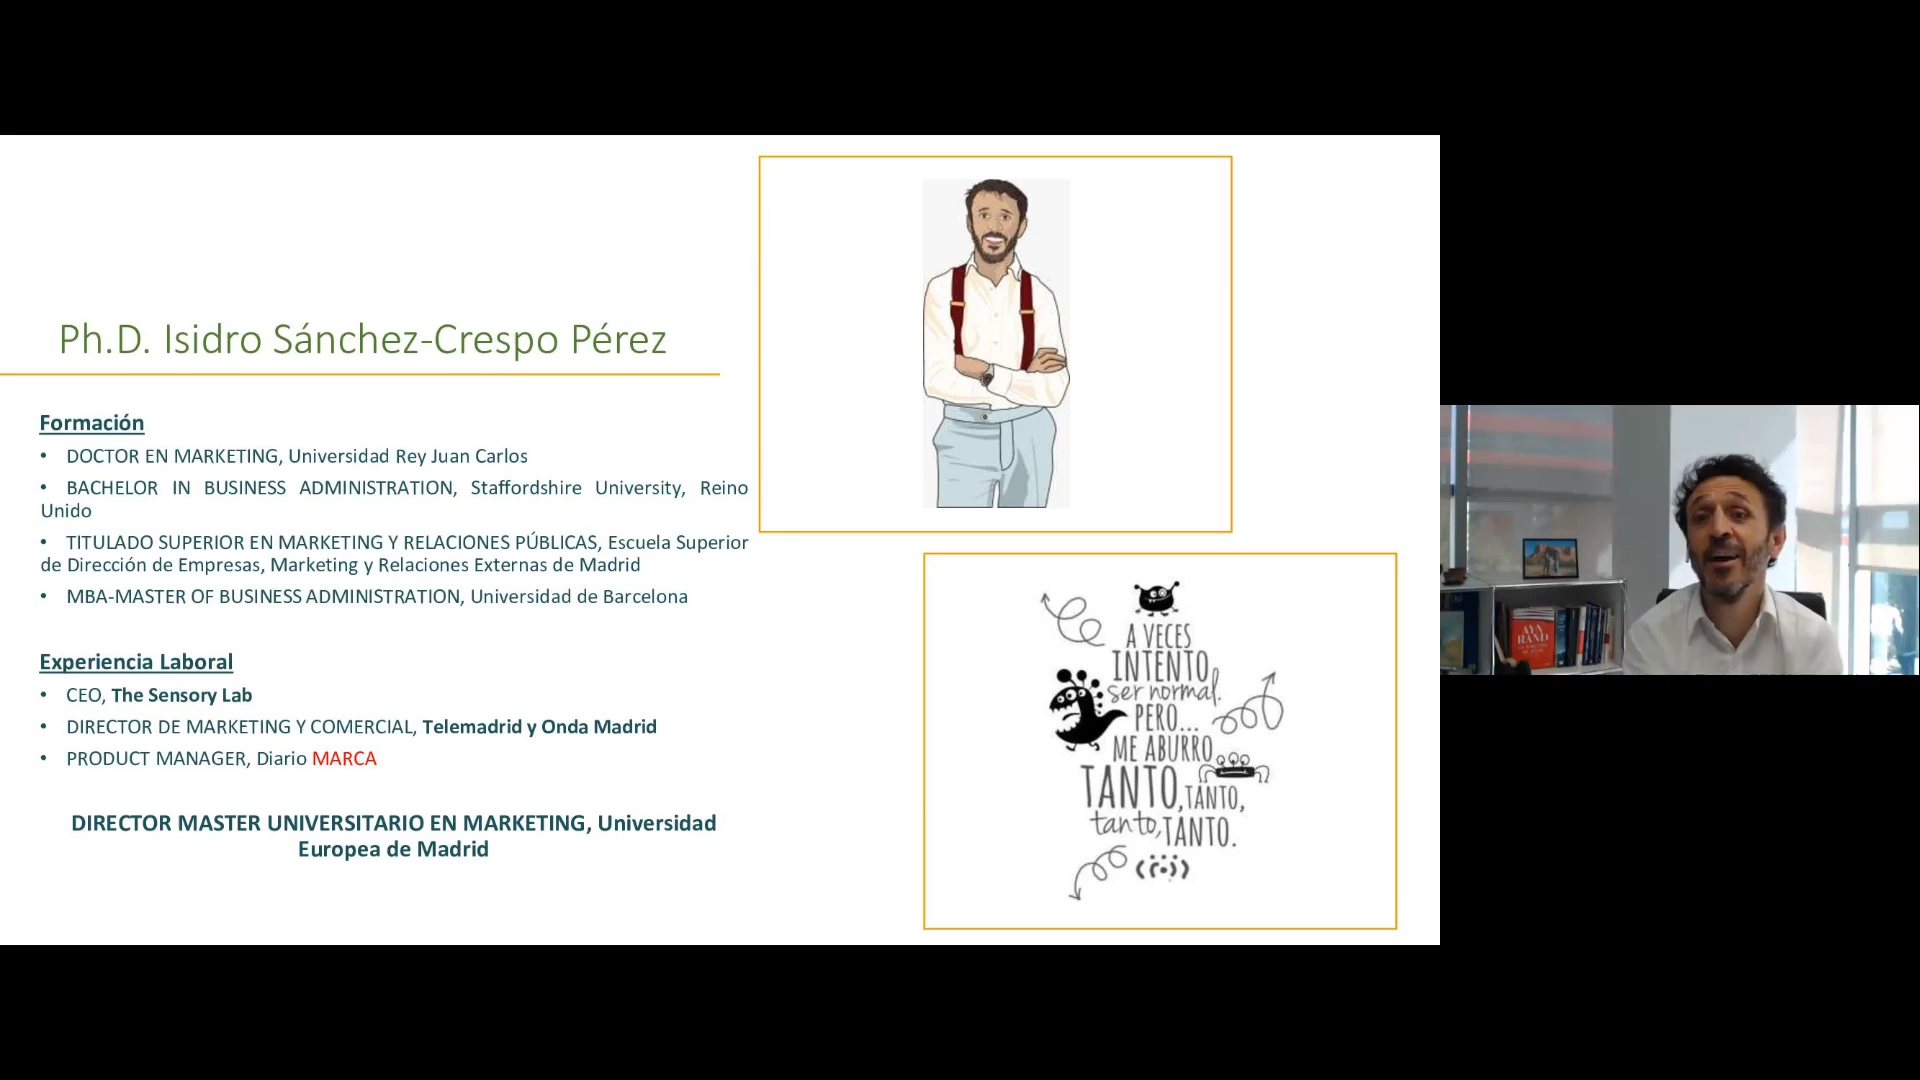 Ph.D. Isidro Sánchez-Crespo Pérez
Formación
• DOCTOR EN MARKETING, Universidad Rey Juan Carlos
• BACHELOR IN BUSINESS ADMINISTRATION, Staffordshire University, Reino
Unido
• TITULADO SUPERIOR EN MARKETING Y RELACIONES PÚBLICAS, Escuela Superior
de Dirección de Empresas, Marketing y Relaciones Externas de Madrid
• MBA-MASTER OF BUSINESS ADMINISTRATION, Universidad de Barcelona
Experiencia Laboral
• CEO, The Sensory Lab
• DIRECTOR DE MARKETING Y COMERCIAL, Telemadrid y Onda Madrid
• PRODUCT MANAGER, Diario MARCA
DIRECTOR MASTER UNIVERSITARIO EN MARKETING, Universidad
Europea de Madrid
A VECES
INTENTO
ser normal.
PERO...
ME ABURRO
TANTO, TANTO,
tanto, TANTO.
AYN
RAND